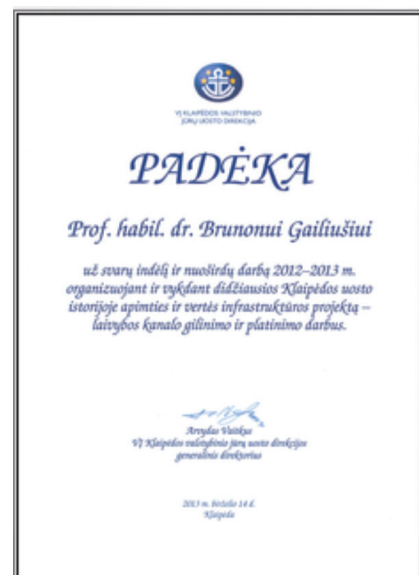 VĮ KLAIPĖDOS VALSTYBINIO
JŪRŲ UOSTO DIREKCIJA
PADĖKA
Prof. habil. dr. Brunonui Gailiušiui
už svarų indėlį ir nuoširdų darbą 2012–2013 m.
organizuojant ir vykdant didžiausios Klaipėdos uosto
istorijoje apimties ir vertės infrastruktūros projektą –
laivybos kanalo gilinimo ir platinimo darbus.
Arvydas Vaitkus
VĮ Klaipėdos valstybinio jūrų uosto direkcijos
generalinis direktorius
2013 m. birželio 14 d.
Klaipėda